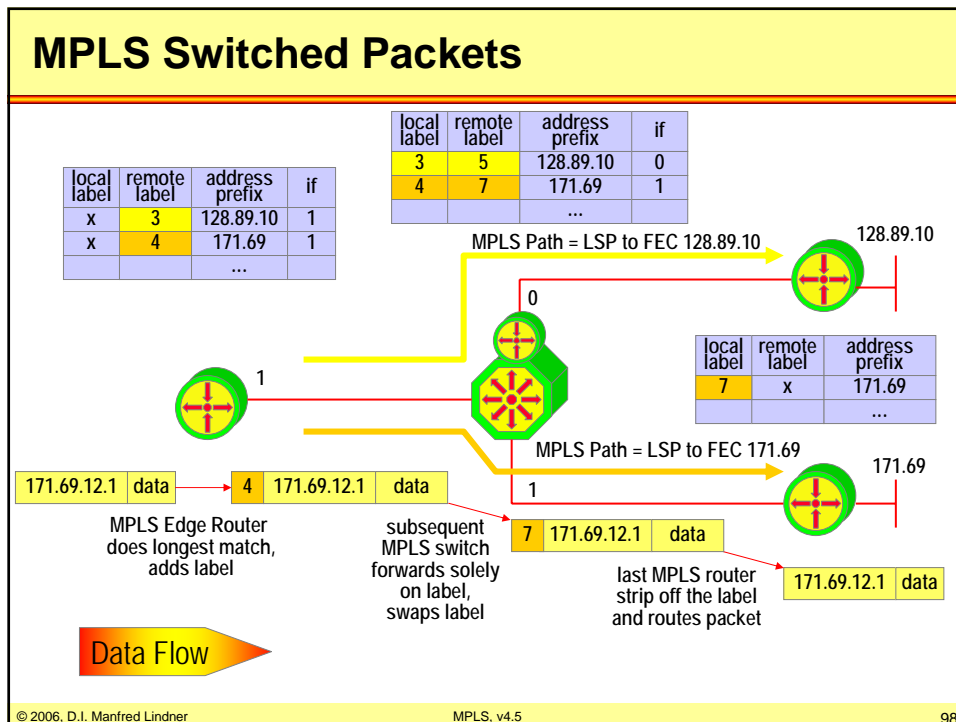 MPLS Switched Packets
local label remote label address prefix if
x 3 128.89.10 1
x 4 171.69 1
...
local label remote label address prefix if
3 5 128.89.10 0
4 7 171.69 1
...
MPLS Path = LSP to FEC 128.89.10
128.89.10
0
1
local label remote label address prefix
7 x 171.69
...
MPLS Path = LSP to FEC 171.69
171.69
1
171.69.12.1 data
4 171.69.12.1 data
7 171.69.12.1 data
171.69.12.1 data
MPLS Edge Router
does longest match,
adds label
subsequent
MPLS switch
forwards solely
on label,
swaps label
last MPLS router
strip off the label
and routes packet
Data Flow
© 2006, D.I. Manfred Lindner
MPLS, v4.5
98